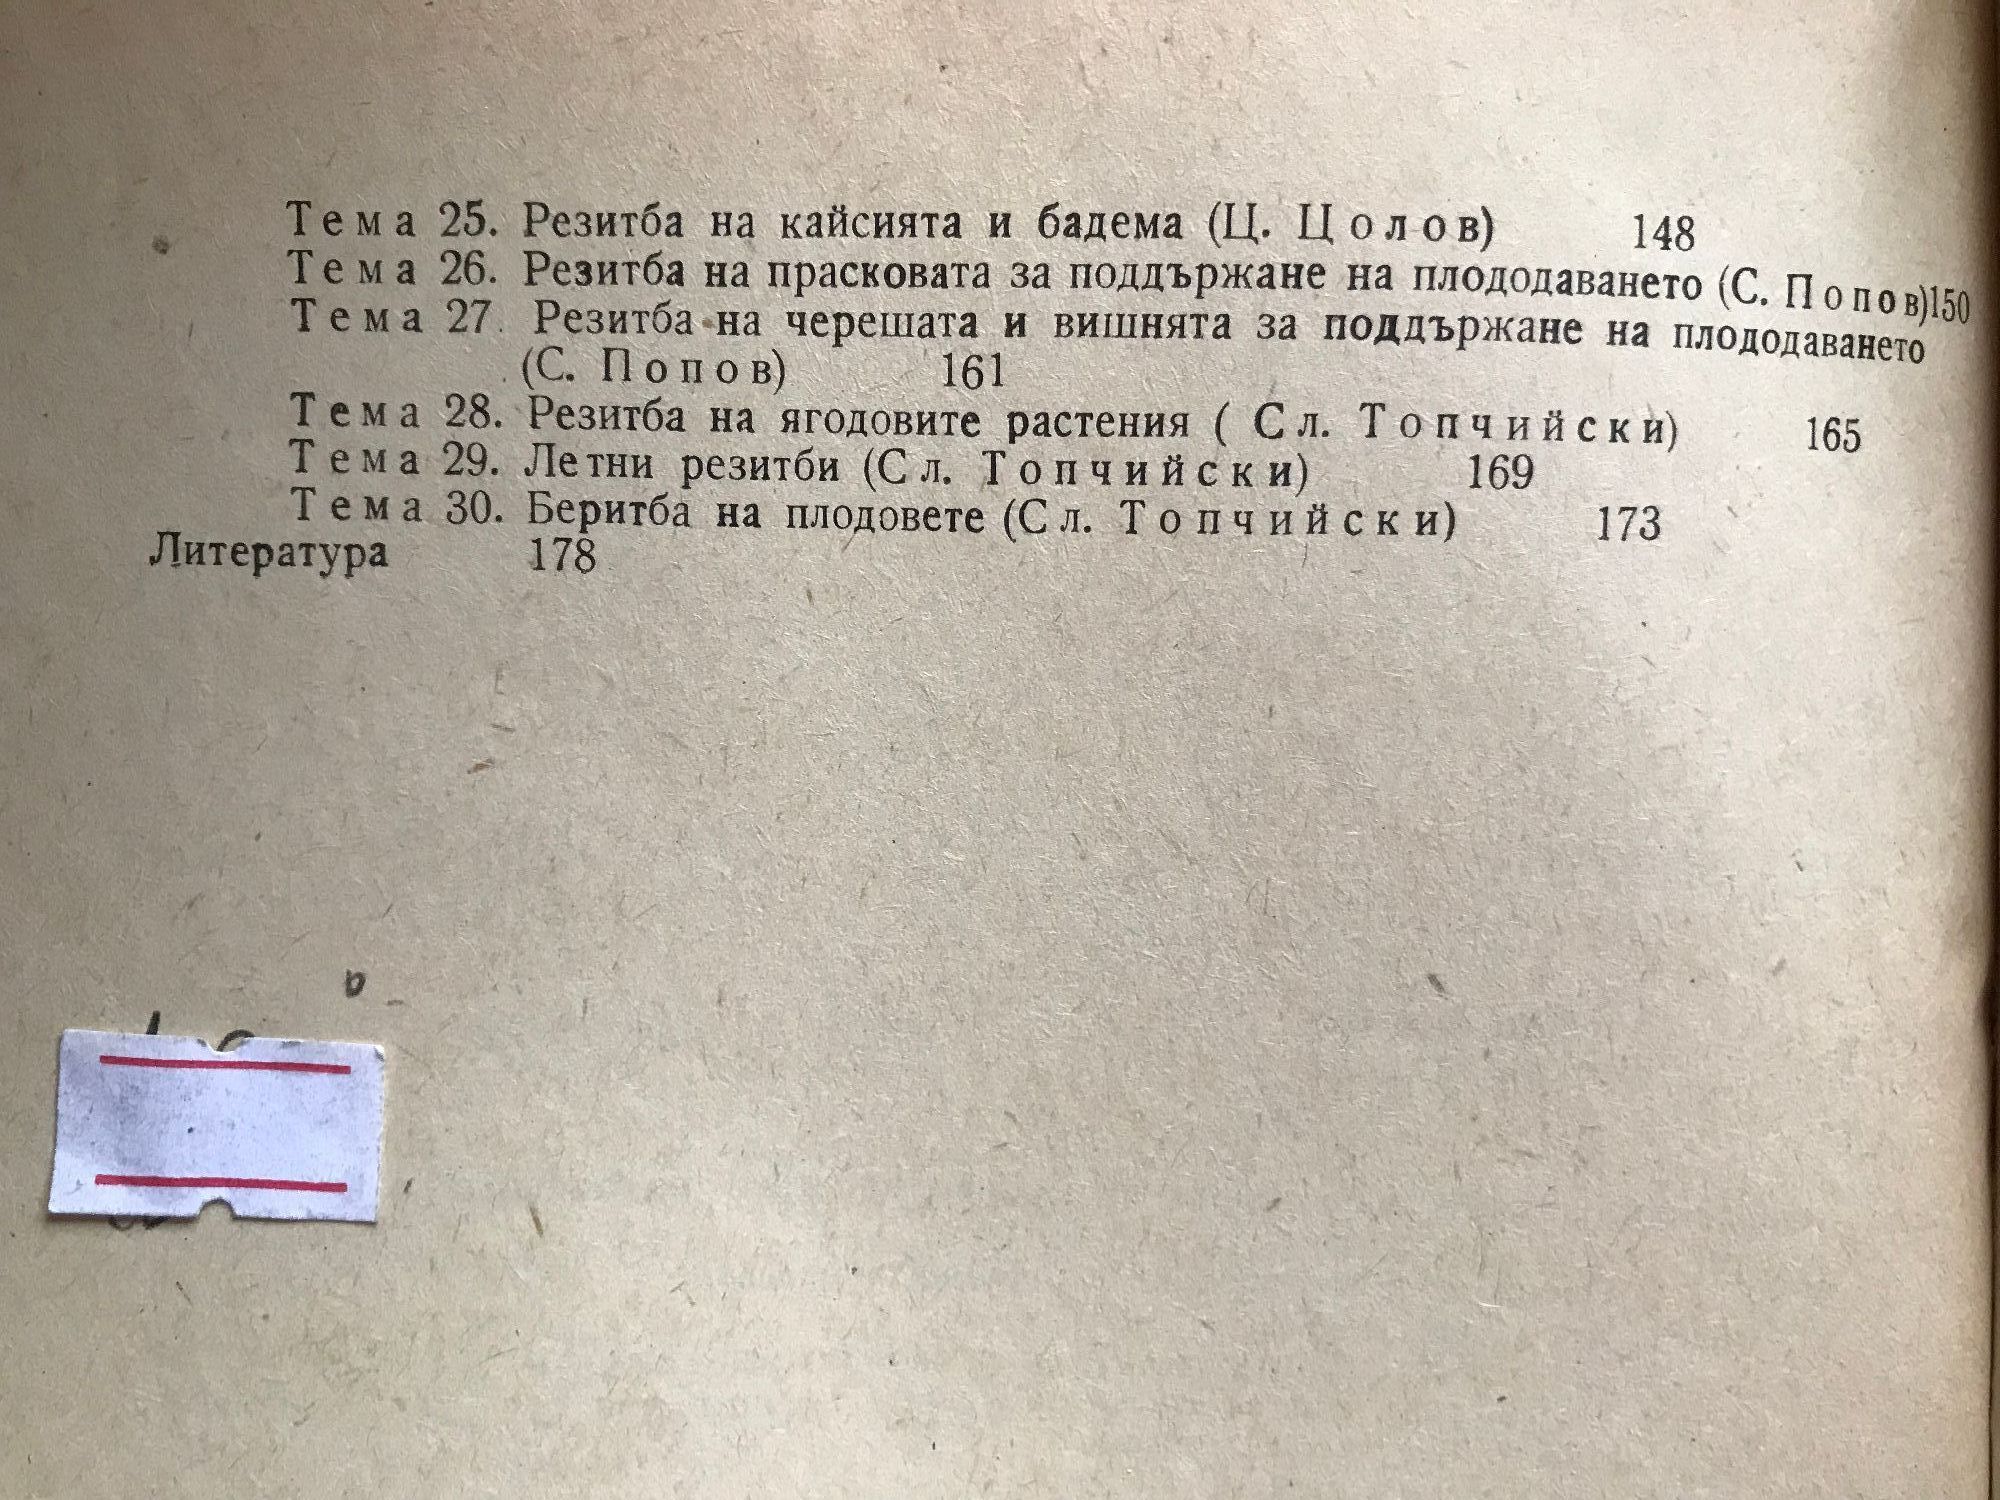 Тема 25. Резитба на кайсията и бадема (Ц. Цолов) 148
Тема 26. Резитба на прасковата за поддържане на плододаването (С. Попов)150
Тема 27. Резитба на черешата и вишнята за поддържане на плододаването
(С. Попов) 161
Тема 28. Резитба на ягодовите растения ( Сл. Топчийски) 165
Тема 29. Летни резитби (Сл. Топчийски) 169
Тема 30. Беритба на плодовете (Сл. Топчийски) 173
Литература 178